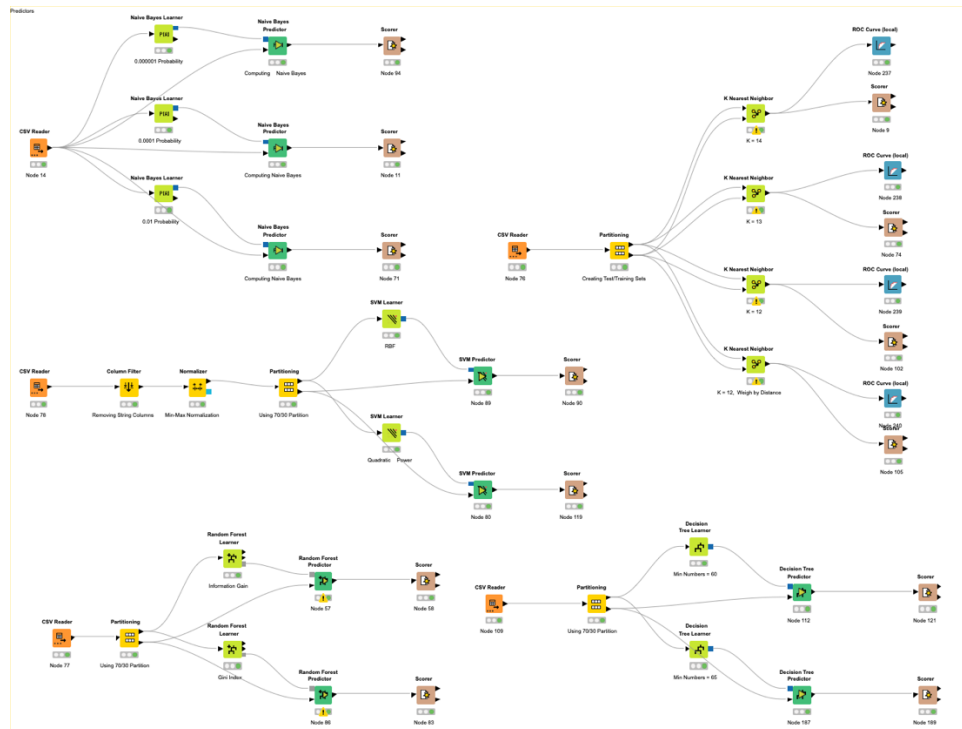 Predictors
Naive Bayes Learner
P(x|)
0.000001 Probability
Naive Bayes
Predictor
Computing Naive Bayes
Scorer
Node 94
Naive Bayes Learner
P(x|)
0.0001 Probability
Naive Bayes
Predictor
Computing Naive Bayes
Scorer
Node 11
CSV Reader
Node 14
Naive Bayes Learner
P(x|)
0.01 Probability
Naive Bayes
Predictor
Computing Naive Bayes
Scorer
Node 71
ROC Curve (local)
Node 237
K Nearest Neighbor
K = 14
Scorer
Node 9
ROC Curve (local)
Node 238
K Nearest Neighbor
K = 13
Scorer
Node 74
CSV Reader
Node 76
Partitioning
Creating Text/Training Sets
K Nearest Neighbor
K = 12
ROC Curve (local)
Node 239
Scorer
Node 102
K Nearest Neighbor
K = 12, Weigh by Distance
ROC Curve (local)
Node 240
Scorer
Node 105
SVM Learner
RBF
SVM Predictor
Node 89
Scorer
Node 90
CSV Reader
Node 78
Column Filter
Removing String Columns
Normalizer
Min-Max Normalization
Partitioning
Using 70/30 Partition
SVM Learner
Quadratic Power
SVM Predictor
Node 80
Scorer
Node 119
Random Forest
Learner
Information Gain
Random Forest
Predictor
Node 57
Scorer
Node 58
CSV Reader
Node 77
Partitioning
Using 70/30 Partition
Random Forest
Learner
Gini Index
Random Forest
Predictor
Node 86
Scorer
Node 83
Decision
Tree Learner
Min Numbers = 60
Decision Tree
Predictor
Node 112
Scorer
Node 121
CSV Reader
Node 109
Partitioning
Using 70/30 Partition
Decision
Tree Learner
Min Numbers = 65
Decision Tree
Predictor
Node 187
Scorer
Node 189